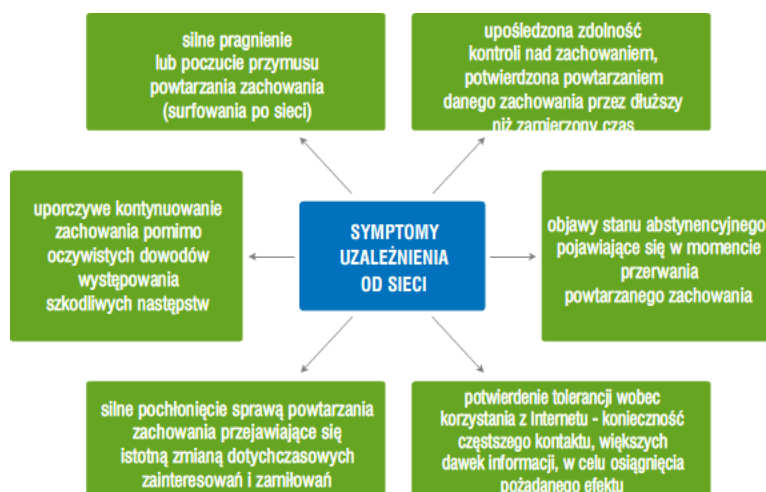 silne pragnienie
lub poczucie przymusu
powtarzania zachowania
(surfowania po sieci)
upośledzona zdolność
kontroli nad zachowaniem,
potwierdzona powtarzaniem
danego zachowania przez dłuższy
niż zamierzony czas
uporczywe kontynuowanie
zachowania pomimo
oczywistych dowodów
występowania
szkodliwych następstw
SYMPTOMY
UZALEŻNIENIA
OD SIECI
objawy stanu abstynencyjnego
pojawiające się w momencie
przerwania
powtarzanego zachowania
silne pochłonięcie sprawą powtarzania
zachowania przejawiające się
istotną zmianą dotychczasowych
zainteresowań i zamiłowań
potwierdenie tolerancji wobec
korzystania z Internetu - konieczność
częstszego kontaktu, większych
dawek informacji, w celu osiągnięcia
pożądanego efektu